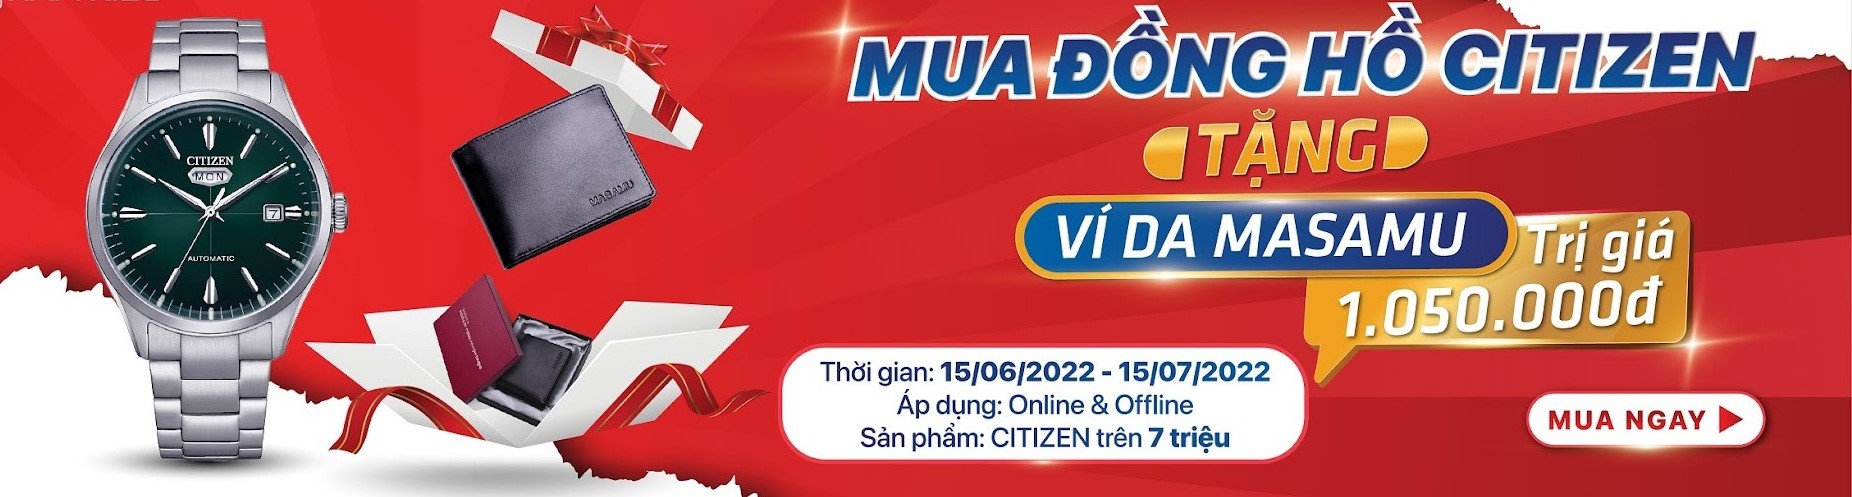 CITIZEN
MON
7
AUTOMATIC
MASAMU
MUA ĐỒNG HỒ CITIZEN
TẶNG
VÍ DA MASAMU
Trị giá
1.050.000đ
Thời gian: 15/06/2022 - 15/07/2022
Áp dụng: Online & Offline
Sản phẩm: CITIZEN trên 7 triệu
MUA NGAY